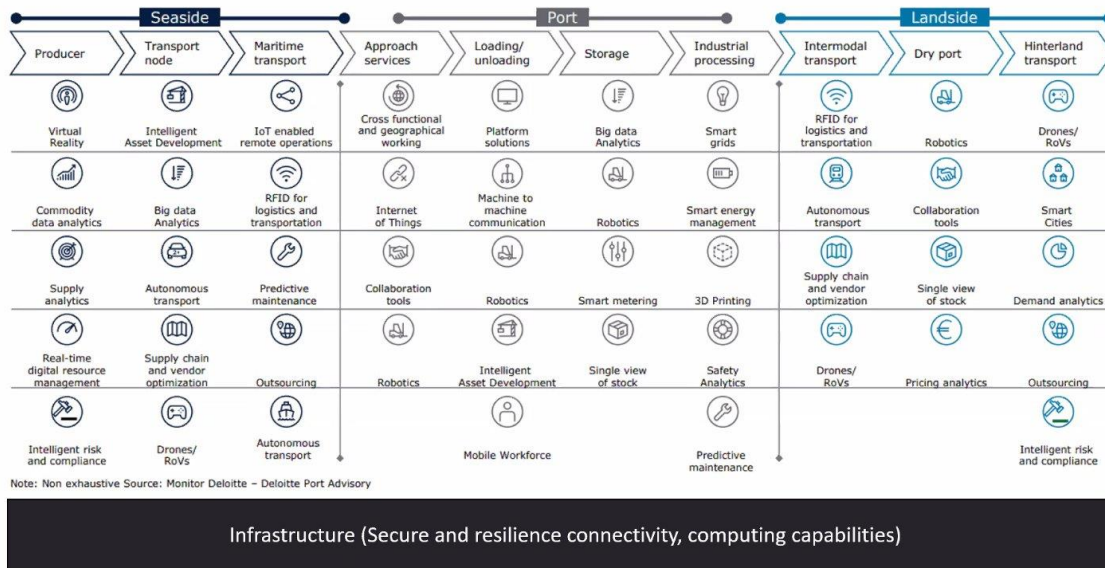 Seaside
Port
Landside
Producer
Transport
node
Maritime
transport
Approach
services
Loading/
unloading
Storage
Industrial
processing
Intermodal
transport
Dry port
Hinterland
transport
Virtual
Reality
Intelligent
Asset Development
IoT enabled
remote operations
Cross functional
and geographical
working
Platform
solutions
Big data
Analytics
Smart
grids
RFID for
logistics and
transportation
Robotics
Drones/
RoVs
Commodity
data analytics
Big data
Analytics
RFID for
logistics and
transportation
Internet
of Things
Machine to
machine
communication
Robotics
Smart energy
management
Autonomous
transport
Collaboration
tools
Smart
Cities
Supply
analytics
Autonomous
transport
Predictive
maintenance
Collaboration
tools
Robotics
Smart metering
3D Printing
Supply chain
and vendor
optimization
Single view
of stock
Demand analytics
Real-time
digital resource
management
Supply chain
and vendor
optimization
Outsourcing
Robotics
Intelligent
Asset Development
Single view
of stock
Safety
Analytics
Drones/
RoVs
Pricing analytics
Outsourcing
Intelligent risk
and compliance
Drones/
RoVs
Autonomous
transport
Mobile Workforce
Predictive
maintenance
Intelligent risk
and compliance
Note: Non exhaustive Source: Monitor Deloitte – Deloitte Port Advisory
Infrastructure (Secure and resilience connectivity, computing capabilities)